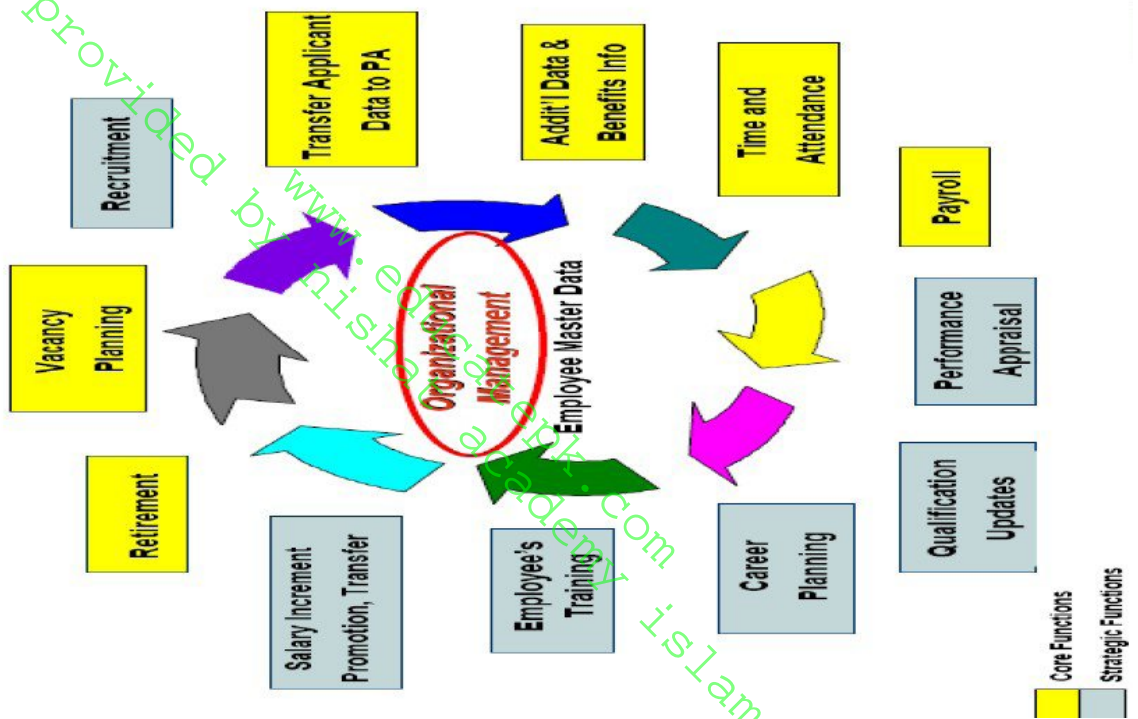 Vacancy
Planning
Recruitment
Transfer Applicant
Data to PA
Addit'l Data &
Benefits Info
Time and
Attendance
Payroll
Performance
Appraisal
Qualification
Updates
Career
Planning
Employee's
Training
Salary Increment
Promotion, Transfer
Retirement
Organizational
Management
Employee Master Data
Core Functions
Strategic Functions
provided by nishat academy islam
www.educatepk.com